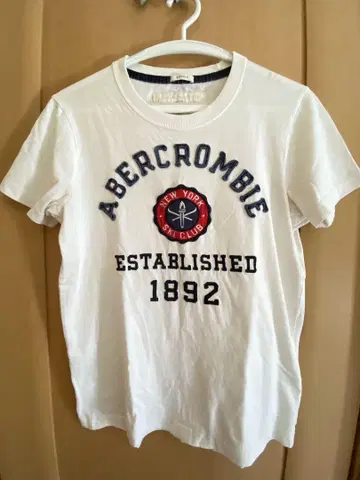 ABERCROMBIE
NEW YORK
SKI CLUB
ESTABLISHED
1892